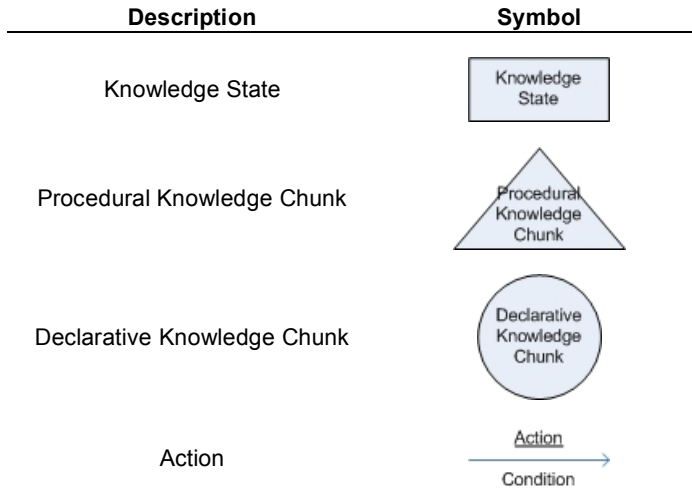 Description Symbol
Knowledge State
Knowledge
State
Procedural Knowledge Chunk
Procedural
Knowledge
Chunk
Declarative Knowledge Chunk
Declarative
Knowledge
Chunk
Action
Action
Condition